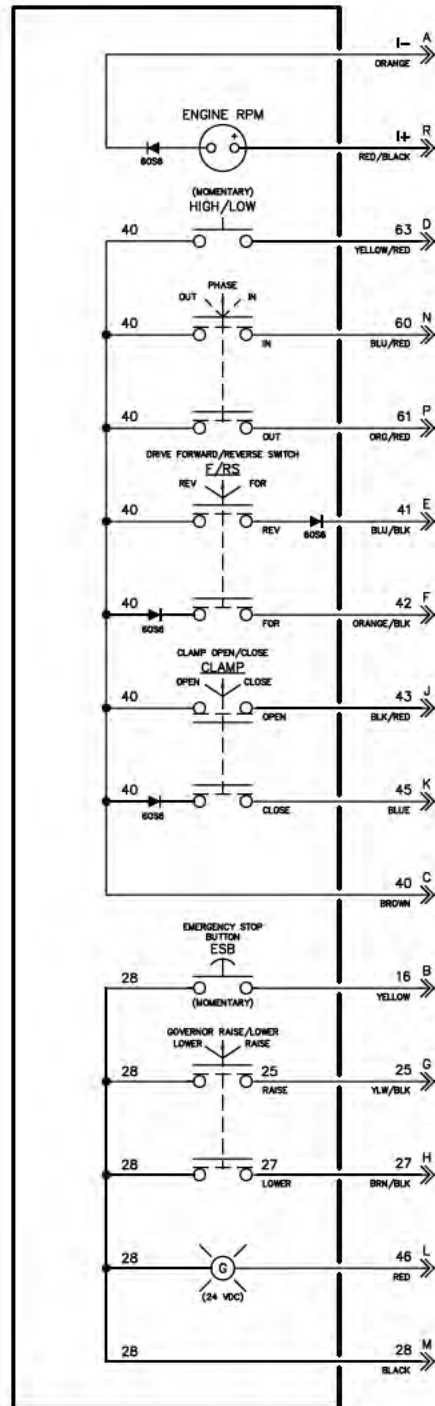 I- A
ORANGE
ENGINE RPM
+
I+ R
60S6
RED/BLACK
(MOMENTARY)
HIGH/LOW
40 63 D
YELLOW/RED
PHASE
OUT IN
40 60 N
IN BLU/RED
40 61 P
OUT ORG/RED
DRIVE FORWARD/REVERSE SWITCH
F/RS
REV FOR
40 41 E
REV BLU/BLK
60S6
40 42 F
60S6 FOR ORANGE/BLK
CLAMP OPEN/CLOSE
CLAMP
OPEN CLOSE
40 43 J
OPEN BLK/RED
40 45 K
60S6 CLOSE BLUE
40 C
BROWN
EMERGENCY STOP
BUTTON
ESB
28 16 B
(MOMENTARY) YELLOW
GOVERNOR RAISE/LOWER
LOWER RAISE
28 25 25 G
RAISE YLW/BLK
28 27 27 H
LOWER BRN/BLK
28 46 L
G RED
(24 VDC)
28 28 M
BLACK